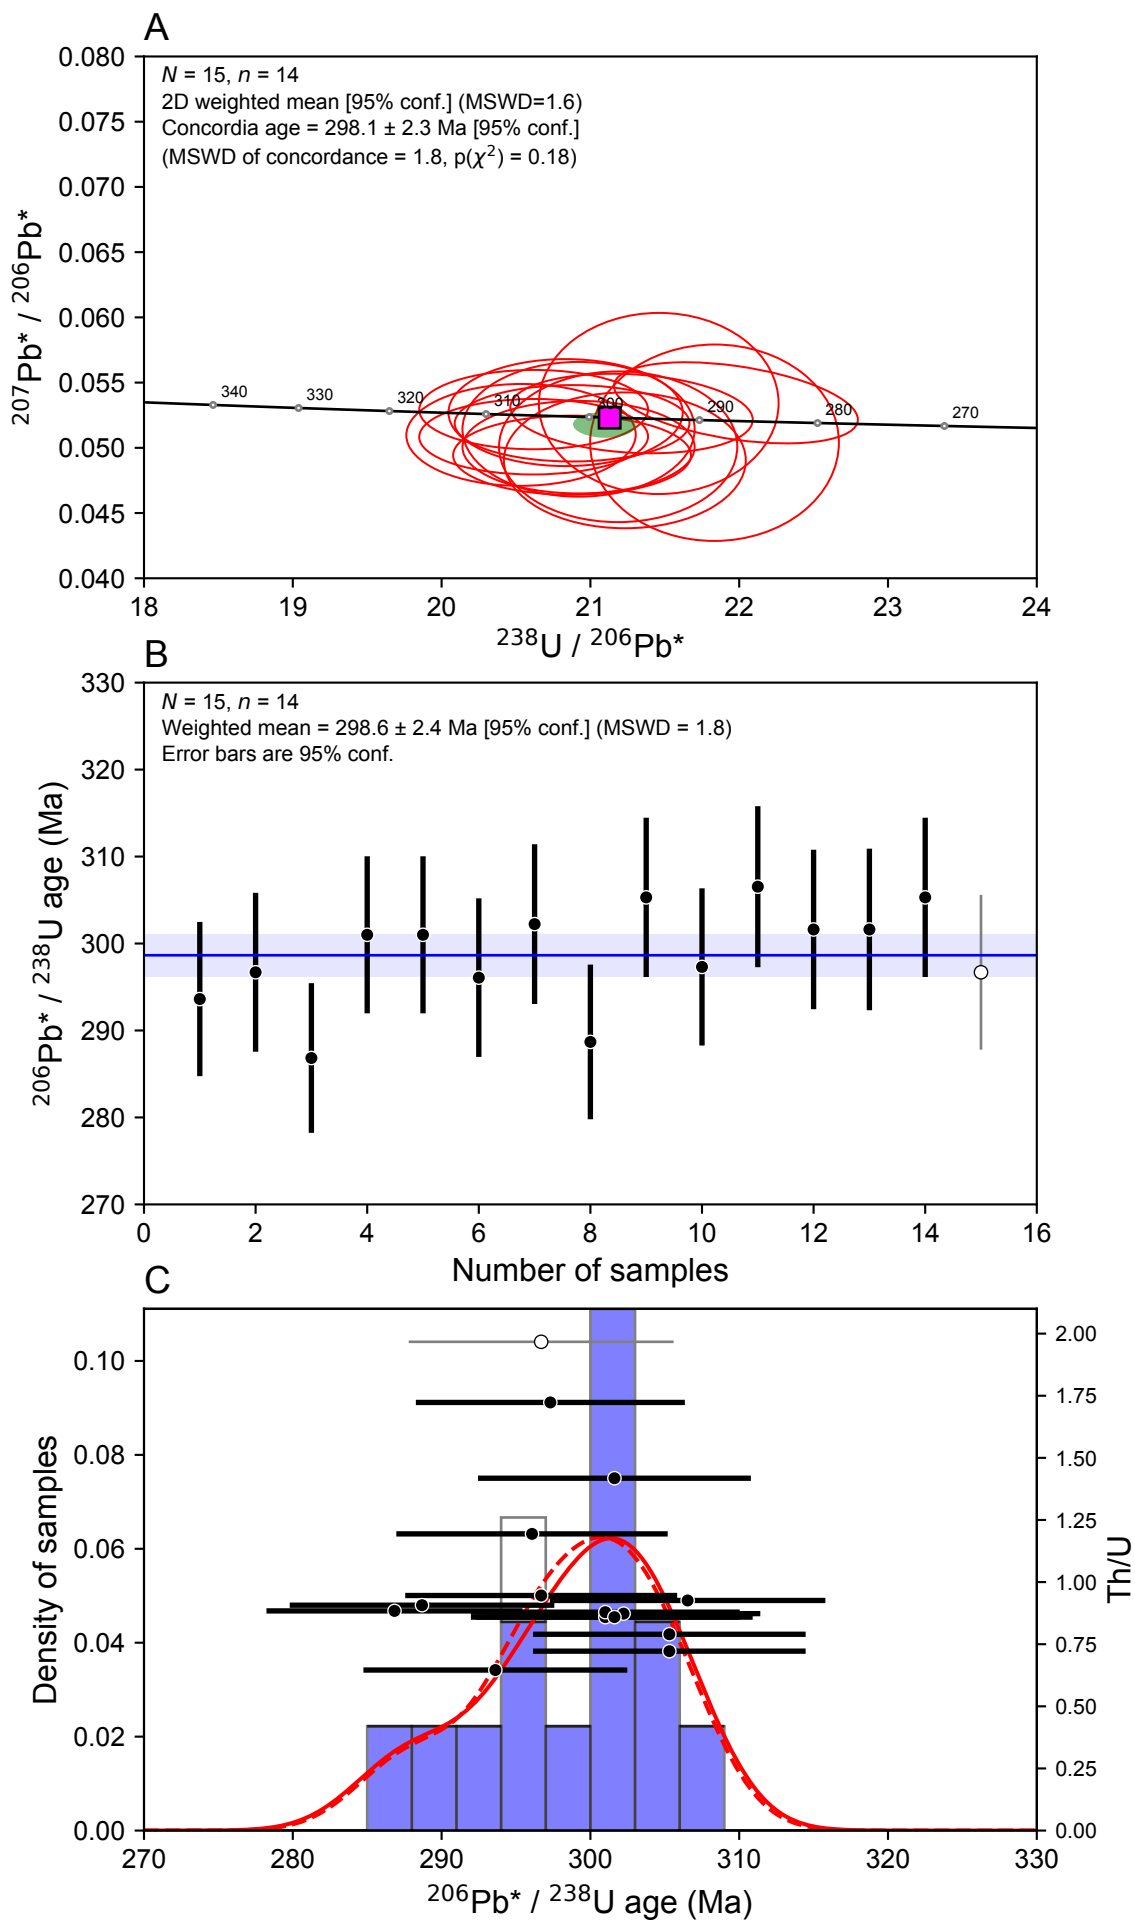 A
N = 15, n = 14
2D weighted mean [95% conf.] (MSWD=1.6)
Concordia age = 298.1 ± 2.3 Ma [95% conf.]
(MSWD of concordance = 1.8, p(χ²) = 0.18)
0.080
0.075
0.070
0.065
0.060
0.055
0.050
0.045
0.040
²⁰⁷Pb* / ²⁰⁶Pb*
340
330
320
310
300
290
280
270
18 19 20 21 22 23 24
²³⁸U / ²⁰⁶Pb*
B
N = 15, n = 14
Weighted mean = 298.6 ± 2.4 Ma [95% conf.] (MSWD = 1.8)
Error bars are 95% conf.
330
320
310
300
290
280
270
²⁰⁶Pb* / ²³⁸U age (Ma)
0 2 4 6 8 10 12 14 16
Number of samples
C
0.10
0.08
0.06
0.04
0.02
0.00
Density of samples
2.00
1.75
1.50
1.25
1.00
0.75
0.50
0.25
0.00
Th/U
270 280 290 300 310 320 330
²⁰⁶Pb* / ²³⁸U age (Ma)